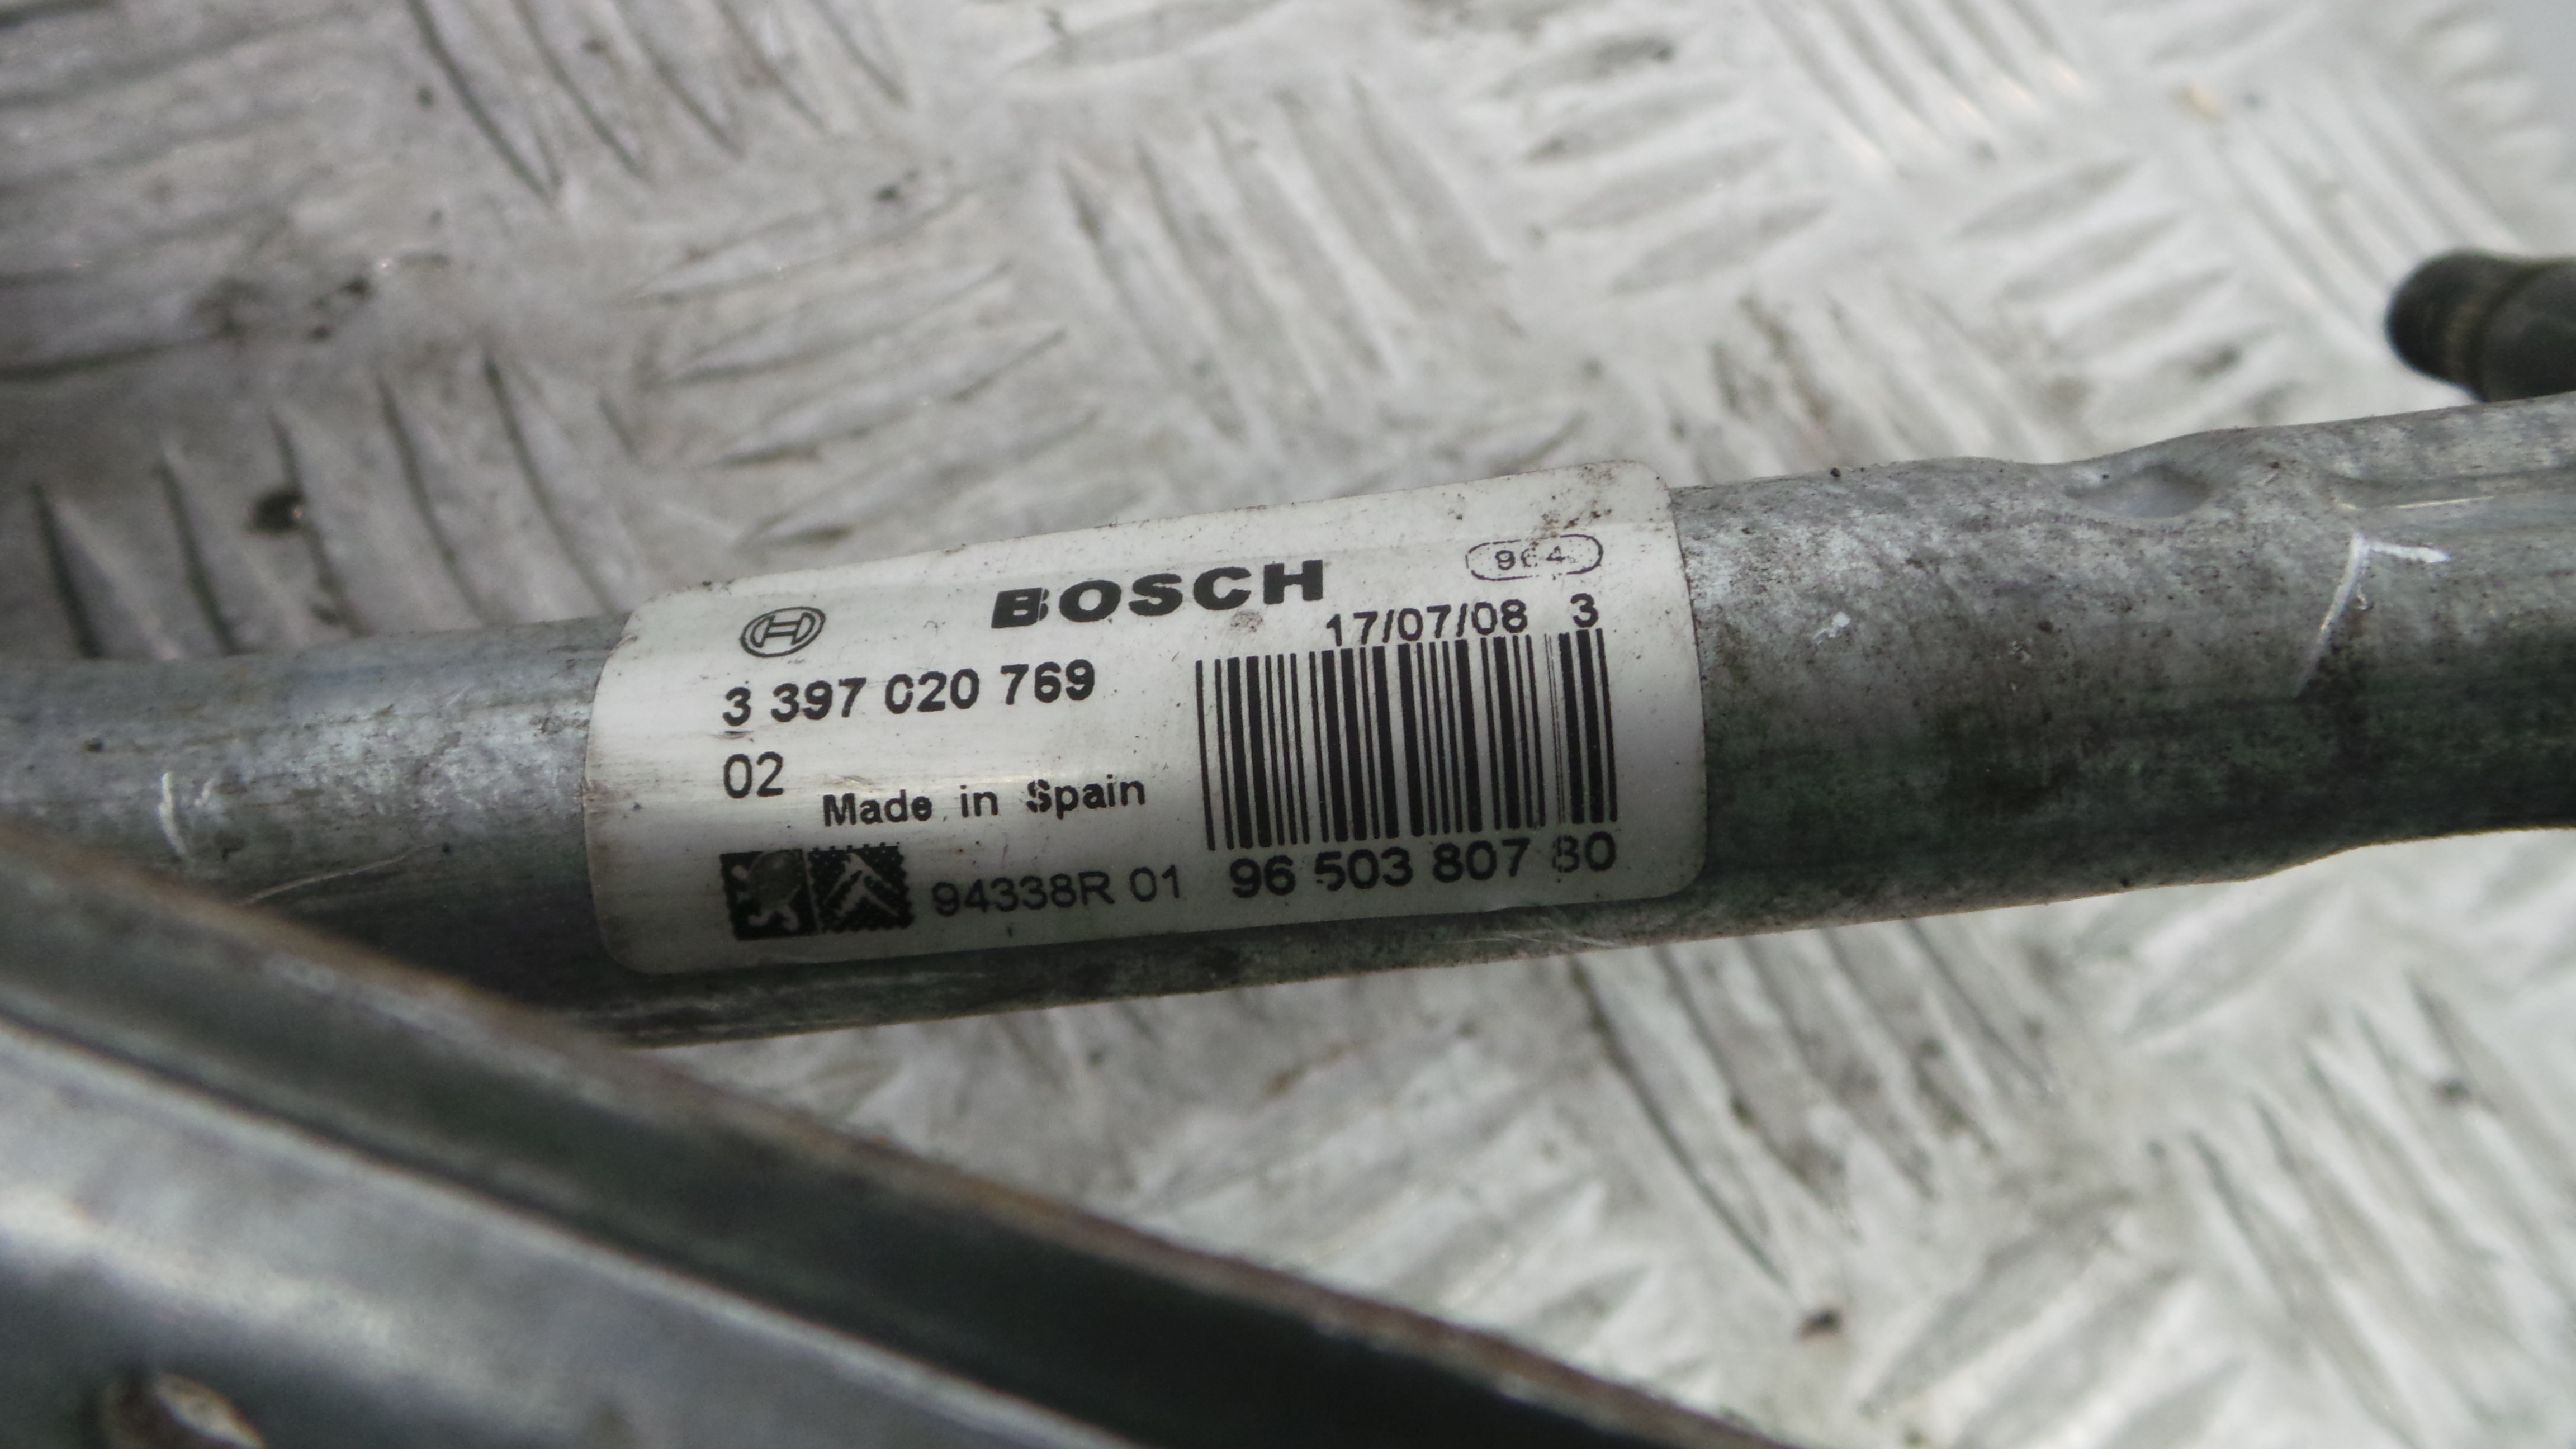 BOSCH
17/07/08 3
3 397 020 769
02
Made in Spain
94338R 01
96 503 807 80